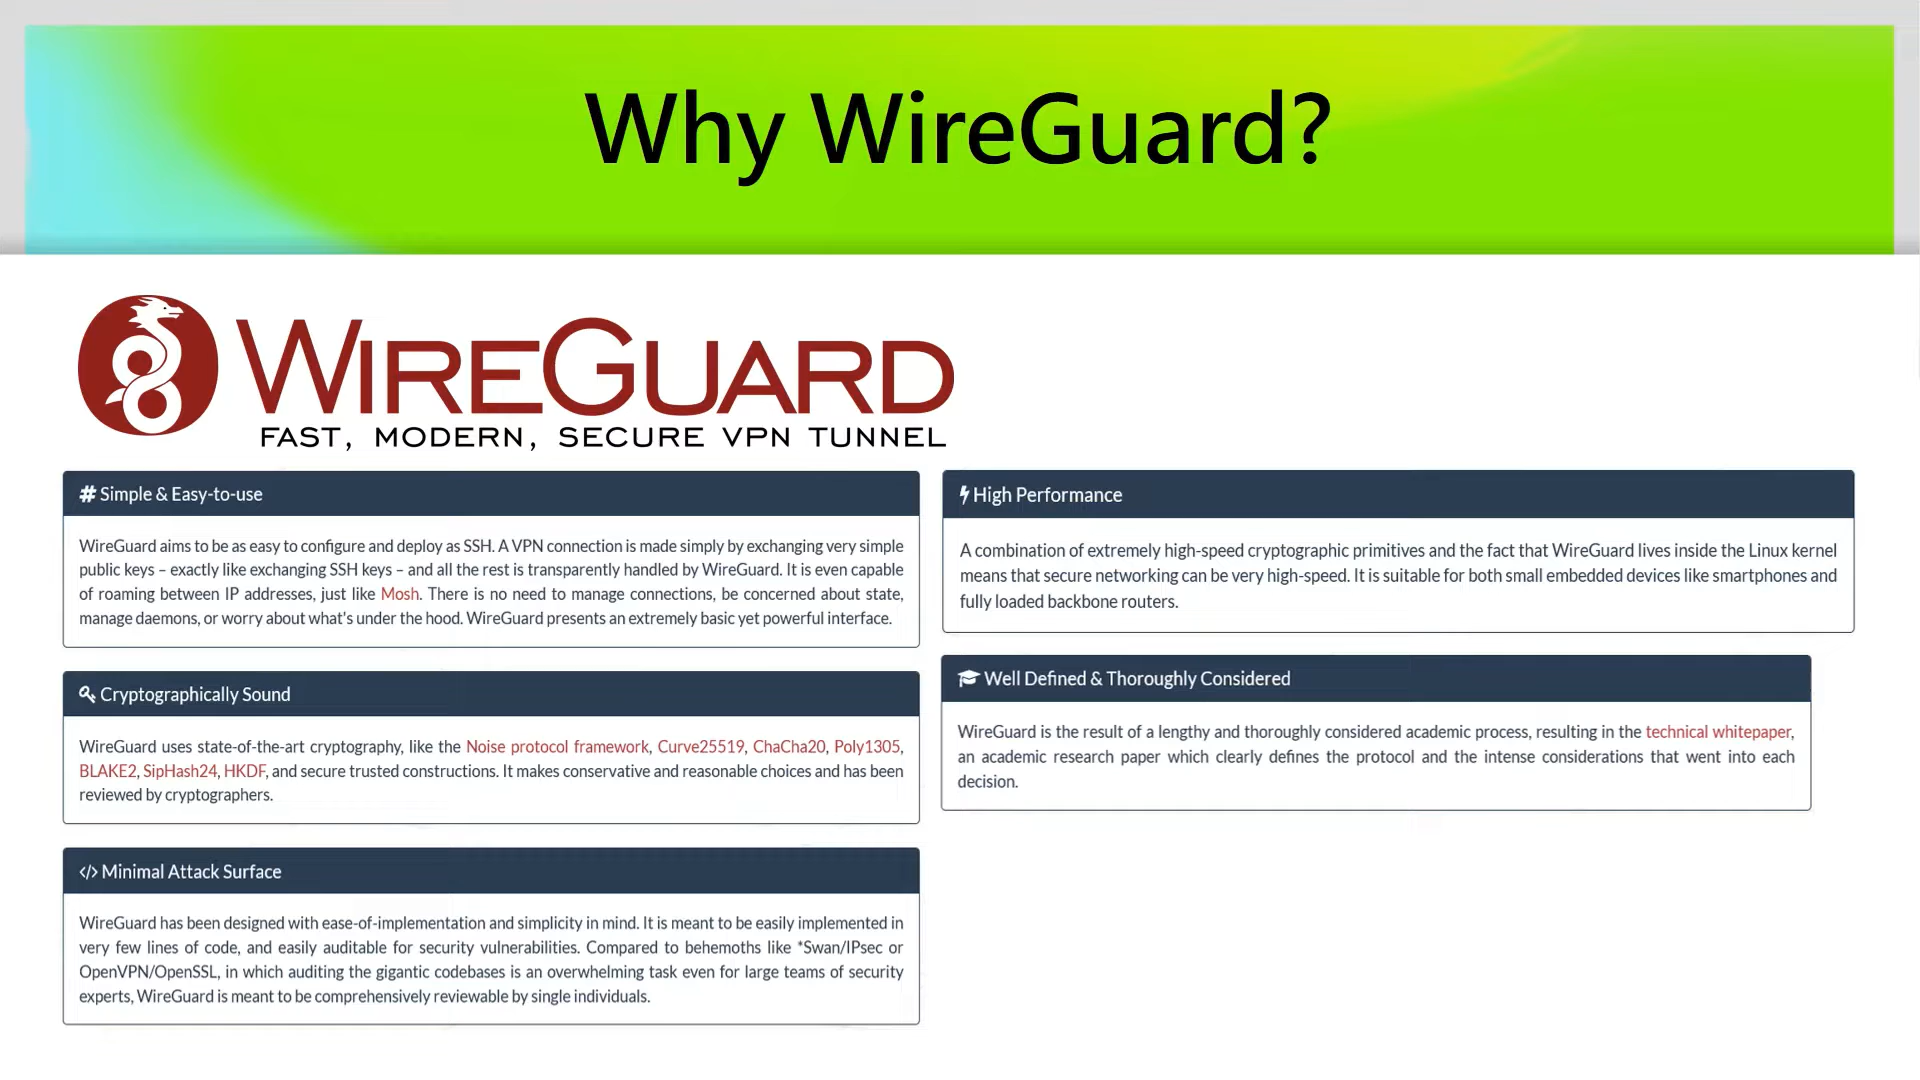 Why WireGuard?
WIREGUARD
FAST, MODERN, SECURE VPN TUNNEL
# Simple & Easy-to-use
WireGuard aims to be as easy to configure and deploy as SSH. A VPN connection is made simply by exchanging very simple
public keys – exactly like exchanging SSH keys – and all the rest is transparently handled by WireGuard. It is even capable
of roaming between IP addresses, just like Mosh. There is no need to manage connections, be concerned about state,
manage daemons, or worry about what's under the hood. WireGuard presents an extremely basic yet powerful interface.
Cryptographically Sound
WireGuard uses state-of-the-art cryptography, like the Noise protocol framework, Curve25519, ChaCha20, Poly1305,
BLAKE2, SipHash24, HKDF, and secure trusted constructions. It makes conservative and reasonable choices and has been
reviewed by cryptographers.
</> Minimal Attack Surface
WireGuard has been designed with ease-of-implementation and simplicity in mind. It is meant to be easily implemented in
very few lines of code, and easily auditable for security vulnerabilities. Compared to behemoths like *Swan/IPsec or
OpenVPN/OpenSSL, in which auditing the gigantic codebases is an overwhelming task even for large teams of security
experts, WireGuard is meant to be comprehensively reviewable by single individuals.
High Performance
A combination of extremely high-speed cryptographic primitives and the fact that WireGuard lives inside the Linux kernel
means that secure networking can be very high-speed. It is suitable for both small embedded devices like smartphones and
fully loaded backbone routers.
Well Defined & Thoroughly Considered
WireGuard is the result of a lengthy and thoroughly considered academic process, resulting in the technical whitepaper,
an academic research paper which clearly defines the protocol and the intense considerations that went into each
decision.